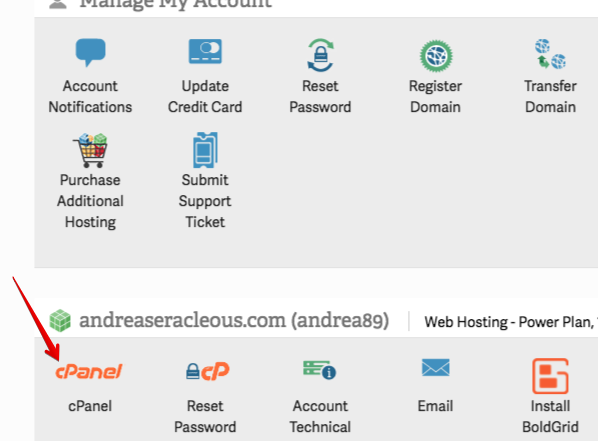 Manage My Account
Account Update Reset Register Transfer
Notifications Credit Card Password Domain Domain
Purchase Submit
Additional Support
Hosting Ticket
andreaseracleous.com (andrea89) Web Hosting - Power Plan,
cPanel cP
cPanel Reset Account Email Install
Password Technical BoldGrid